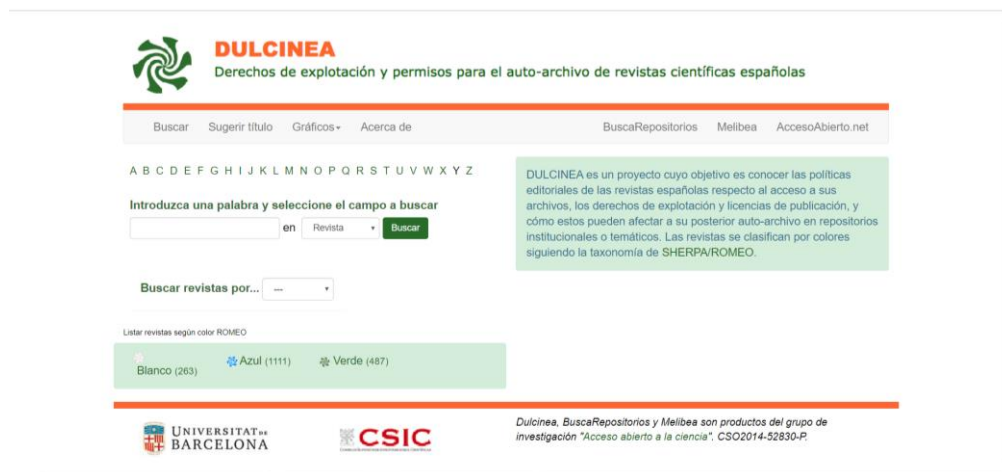 DULCINEA
Derechos de explotación y permisos para el auto-archivo de revistas científicas españolas
Buscar Sugerir título Gráficos Acerca de BuscaRepositorios Melibea AccesoAbierto.net
A B C D E F G H I J K L M N O P Q R S T U V W X Y Z
Introduzca una palabra y seleccione el campo a buscar
en Revista Buscar
Buscar revistas por... ---
Listar revistas según color ROMEO
Blanco (263) Azul (1111) Verde (487)
DULCINEA es un proyecto cuyo objetivo es conocer las políticas
editoriales de las revistas españolas respecto al acceso a sus
archivos, los derechos de explotación y licencias de publicación, y
cómo estos pueden afectar a su posterior auto-archivo en repositorios
institucionales o temáticos. Las revistas se clasifican por colores
siguiendo la taxonomía de SHERPA/ROMEO.
UNIVERSITAT DE
BARCELONA
CSIC
Dulcinea, BuscaRepositorios y Melibea son productos del grupo de
investigación "Acceso abierto a la ciencia", CSO2014-52830-P.